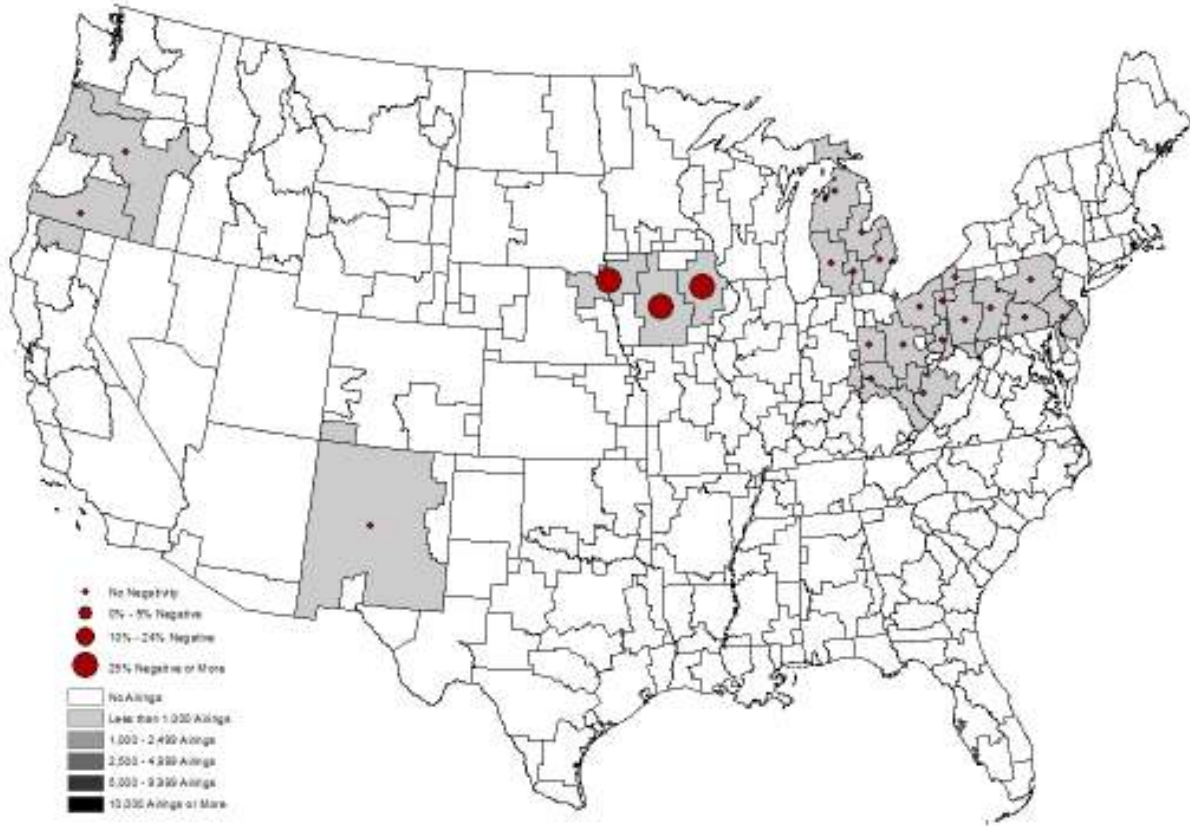 No Negativity
0% - 9% Negative
10% - 24% Negative
25% Negative or More
No Airings
Less than 1,000 Airings
1,000 - 2,499 Airings
2,500 - 4,999 Airings
5,000 - 9,999 Airings
10,000 Airings or More